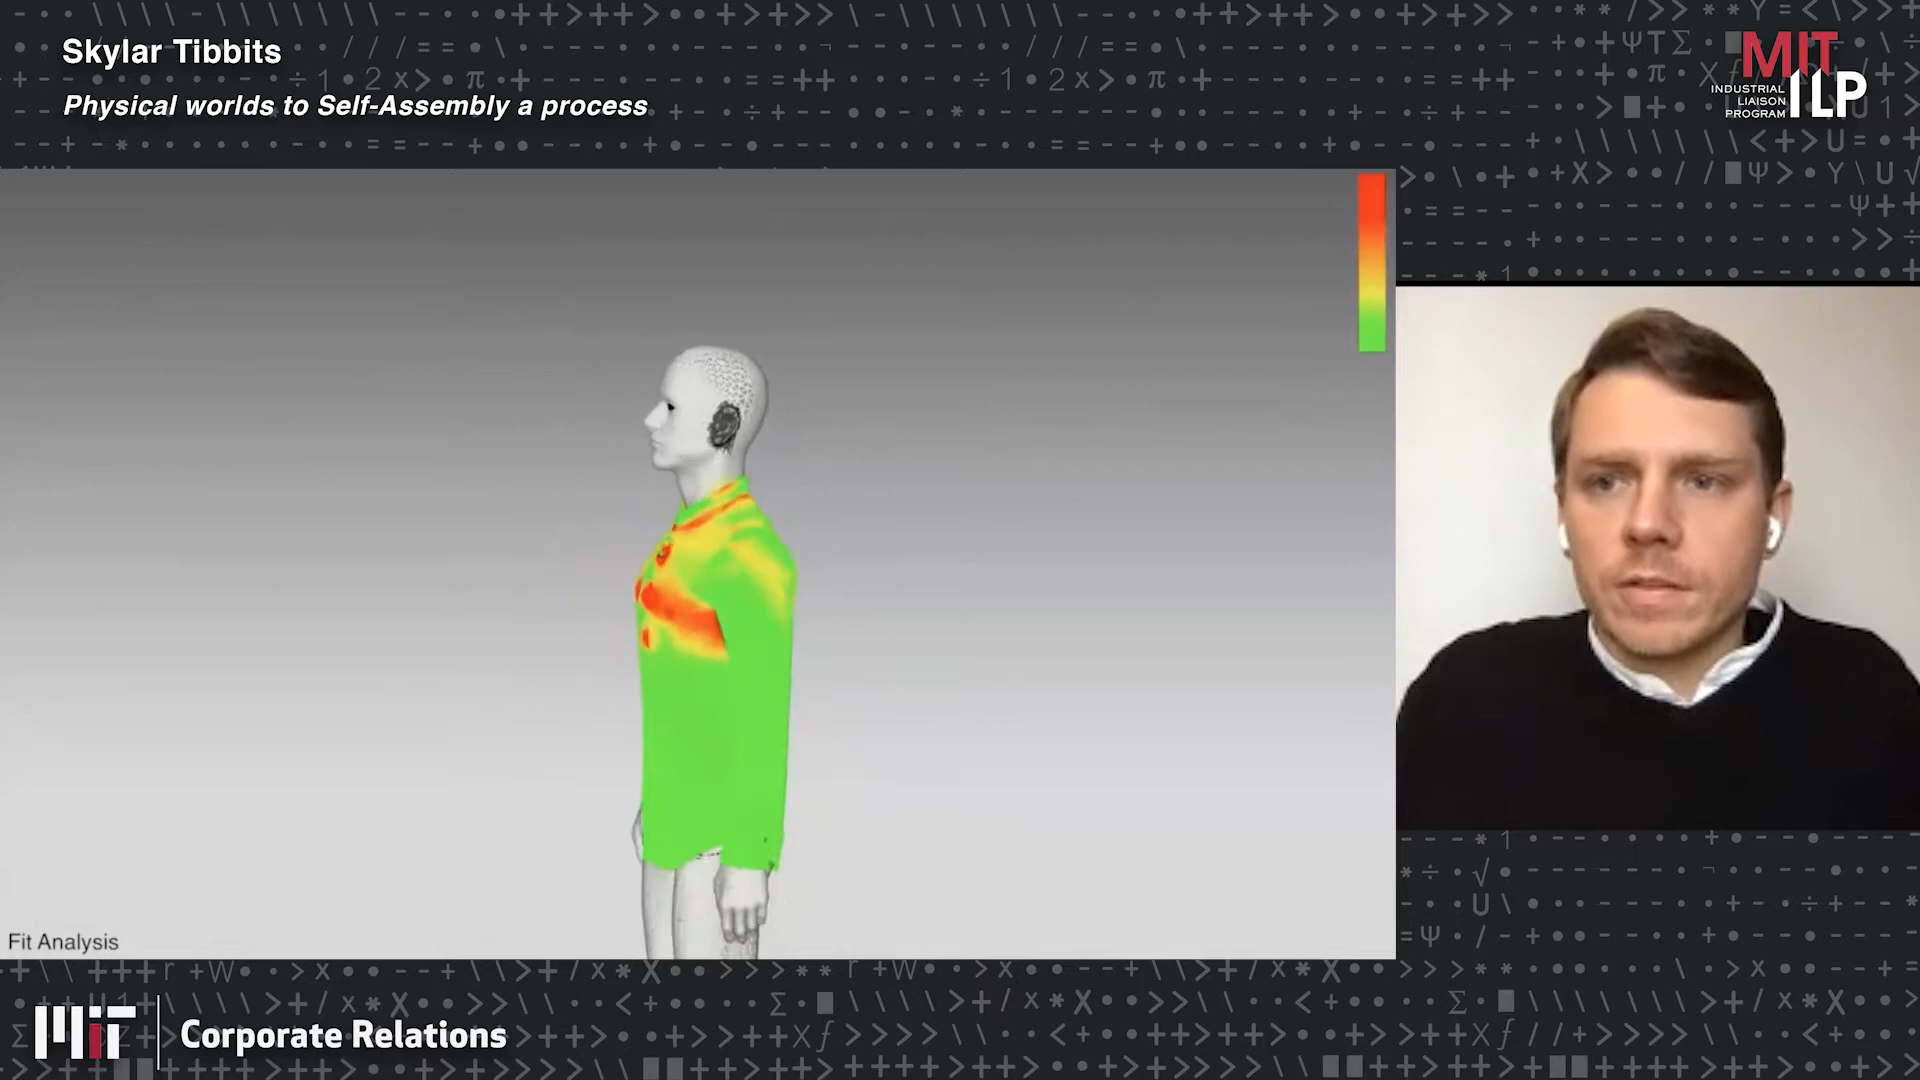 Skylar Tibbits
Physical worlds to Self-Assembly a process
MIT
INDUSTRIAL
LIAISON
PROGRAM
ILP
Fit Analysis
MIT
Corporate Relations